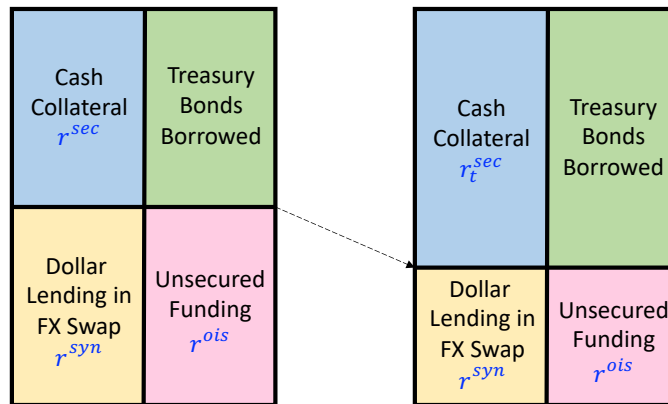 Cash
Collateral
r^sec
Treasury
Bonds
Borrowed
Dollar
Lending in
FX Swap
r^syn
Unsecured
Funding
r^ois
Cash
Collateral
r_t^sec
Treasury
Bonds
Borrowed
Dollar
Lending in
FX Swap
r^syn
Unsecured
Funding
r^ois